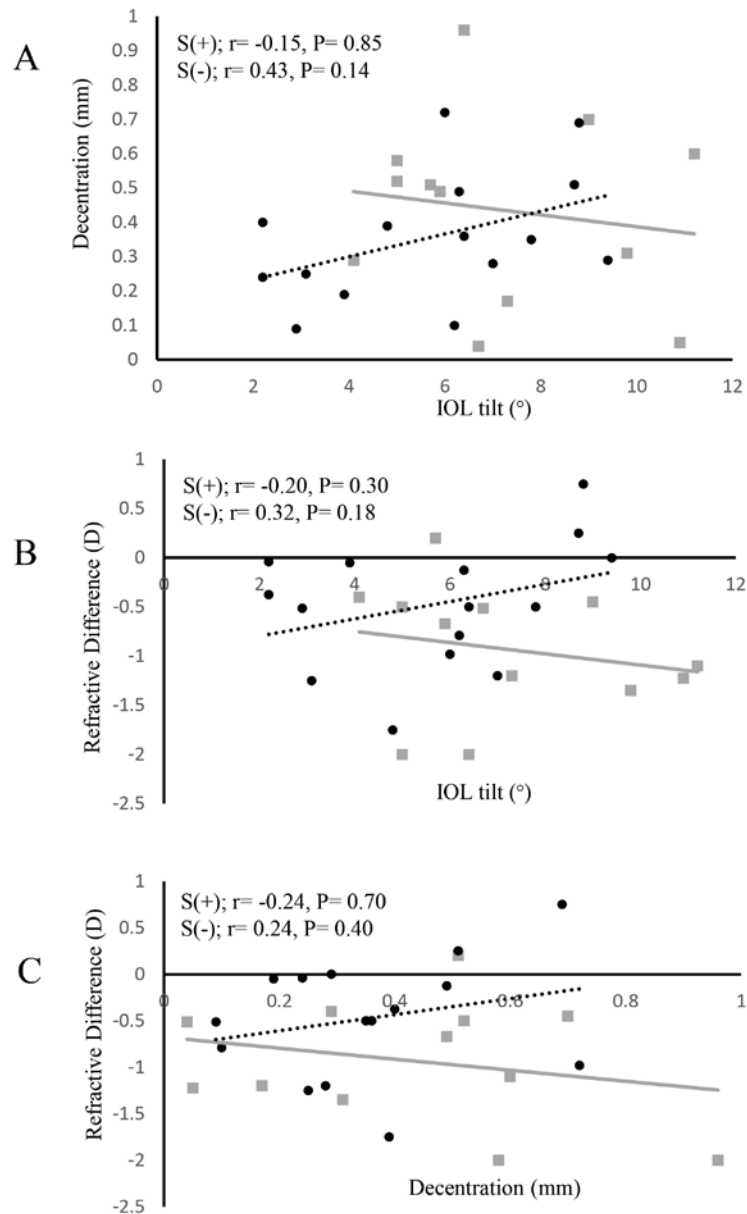 A
S(+); r= -0.15, P= 0.85
S(-); r= 0.43, P= 0.14
Decentration (mm)
1
0.9
0.8
0.7
0.6
0.5
0.4
0.3
0.2
0.1
0
0 2 4 6 8 10 12
IOL tilt (°)
B
S(+); r= -0.20, P= 0.30
S(-); r= 0.32, P= 0.18
Refractive Difference (D)
1
0.5
0
-0.5
-1
-1.5
-2
-2.5
0 2 4 6 8 10 12
IOL tilt (°)
C
S(+); r= -0.24, P= 0.70
S(-); r= 0.24, P= 0.40
Refractive Difference (D)
1
0.5
0
-0.5
-1
-1.5
-2
-2.5
0 0.2 0.4 0.6 0.8 1
Decentration (mm)